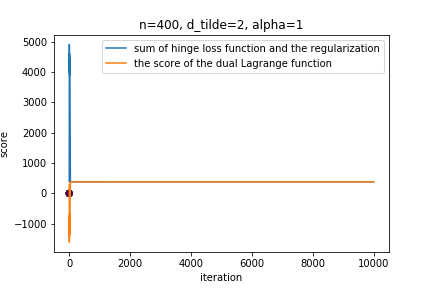 n=400, d_tilde=2, alpha=1
sum of hinge loss function and the regularization
the score of the dual Lagrange function
score
5000
4000
3000
2000
1000
0
−1000
0
2000
4000
6000
8000
10000
iteration